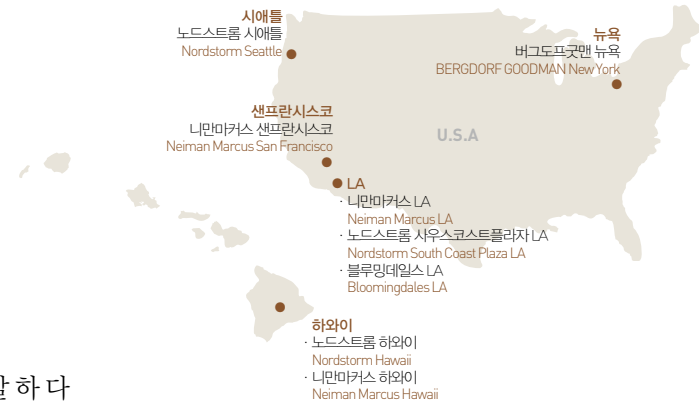 시애틀
노드스트롬 시애틀
Nordstorm Seattle
뉴욕
버그도프굿맨 뉴욕
BERGDORF GOODMAN New York
샌프란시스코
니만마커스 샌프란시스코
Neiman Marcus San Francisco
U.S.A
LA
· 니만마커스 LA
Neiman Marcus LA
· 노드스트롬 사우스코스트플라자 LA
Nordstorm South Coast Plaza LA
· 블루밍데일스 LA
Bloomingdales LA
하와이
· 노드스트롬 하와이
Nordstorm Hawaii
· 니만마커스 하와이
Neiman Marcus Hawaii
하다